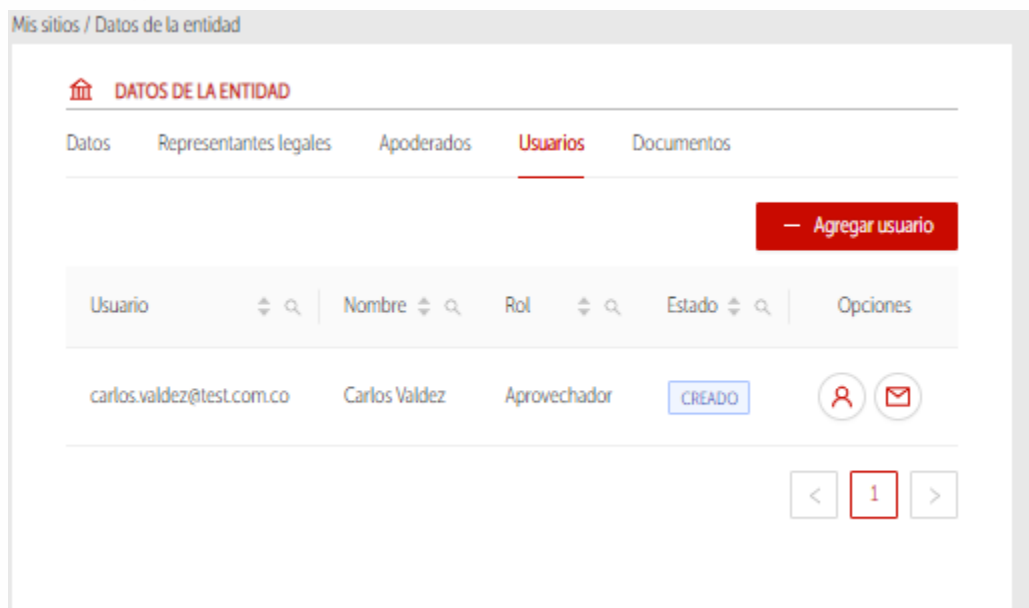 Mis sitios / Datos de la entidad
DATOS DE LA ENTIDAD
Datos Representantes legales Apoderados Usuarios Documentos
— Agregar usuario
Usuario Nombre Rol Estado Opciones
carlos.valdez@test.com.co Carlos Valdez Aprovechador CREADO
< 1 >